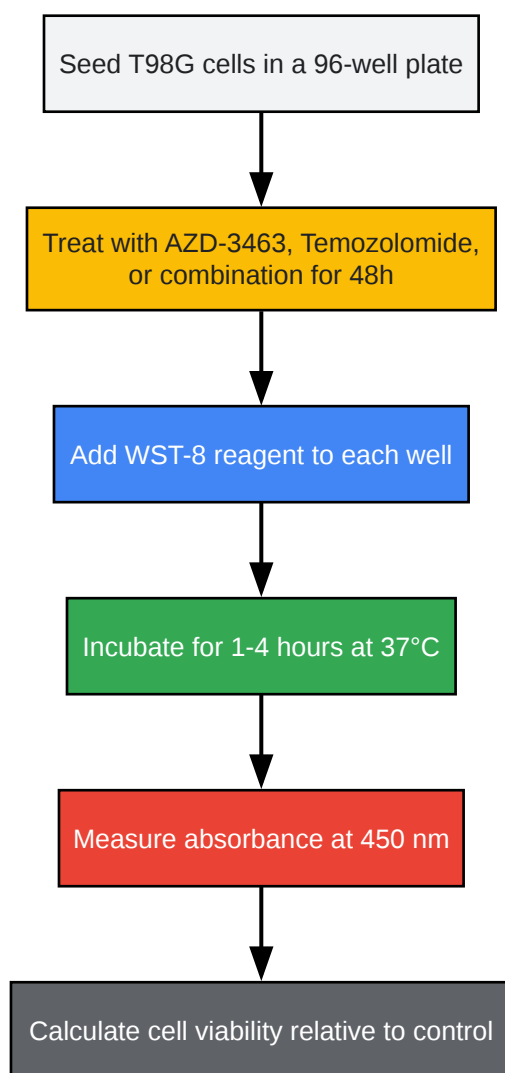 Seed T98G cells in a 96-well plate
Treat with AZD-3463, Temozolomide,
or combination for 48h
Add WST-8 reagent to each well
Incubate for 1-4 hours at 37°C
Measure absorbance at 450 nm
Calculate cell viability relative to control